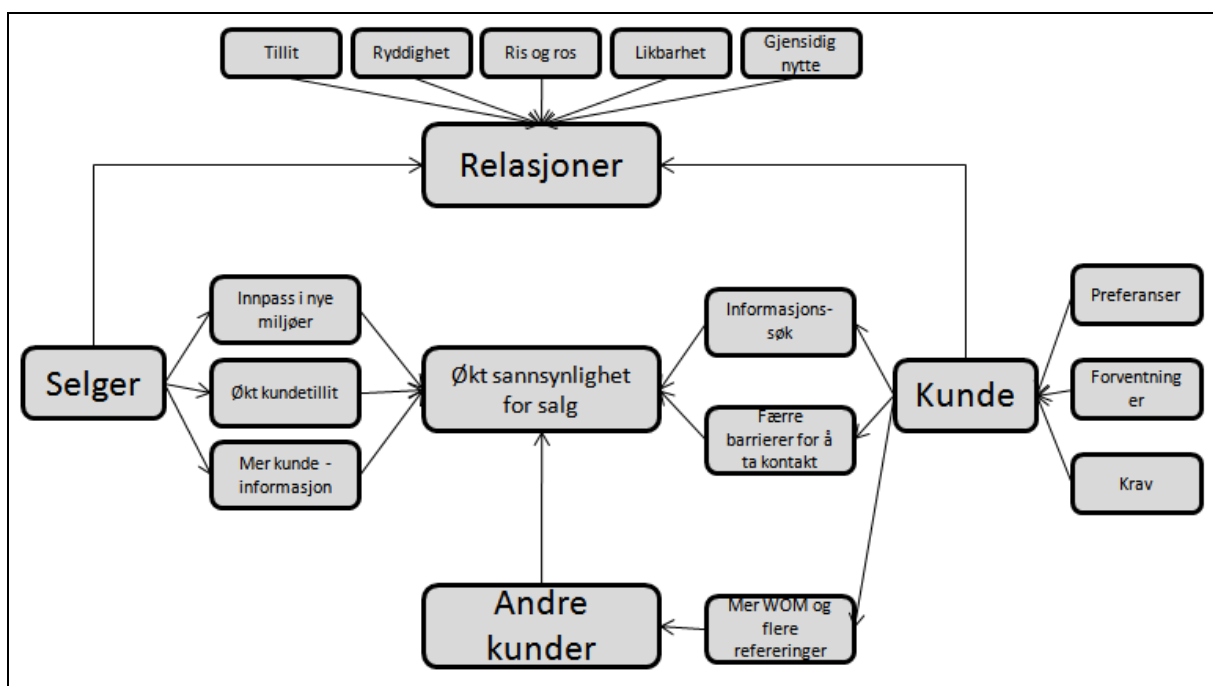 Tillit
Ryddighet
Ris og ros
Likbarhet
Gjensidig
nytte
Relasjoner
Innpass i nye
miljøer
Informasjons-
søk
Preferanser
Selger
Økt kundetillit
Økt sannsynlighet
for salg
Kunde
Forventning
er
Mer kunde -
informasjon
Færre
barrierer for å
ta kontakt
Krav
Andre
kunder
Mer WOM og
flere
refereringer